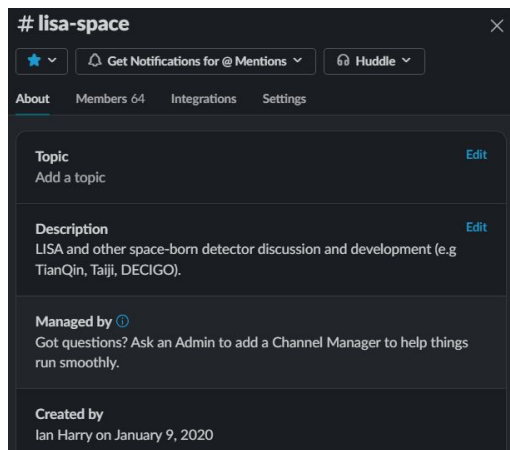 # lisa-space
Get Notifications for @ Mentions
Huddle
About Members 64 Integrations Settings
Topic Edit
Add a topic
Description Edit
LISA and other space-born detector discussion and development (e.g
TianQin, Taiji, DECIGO).
Managed by
Got questions? Ask an Admin to add a Channel Manager to help things
run smoothly.
Created by
Ian Harry on January 9, 2020